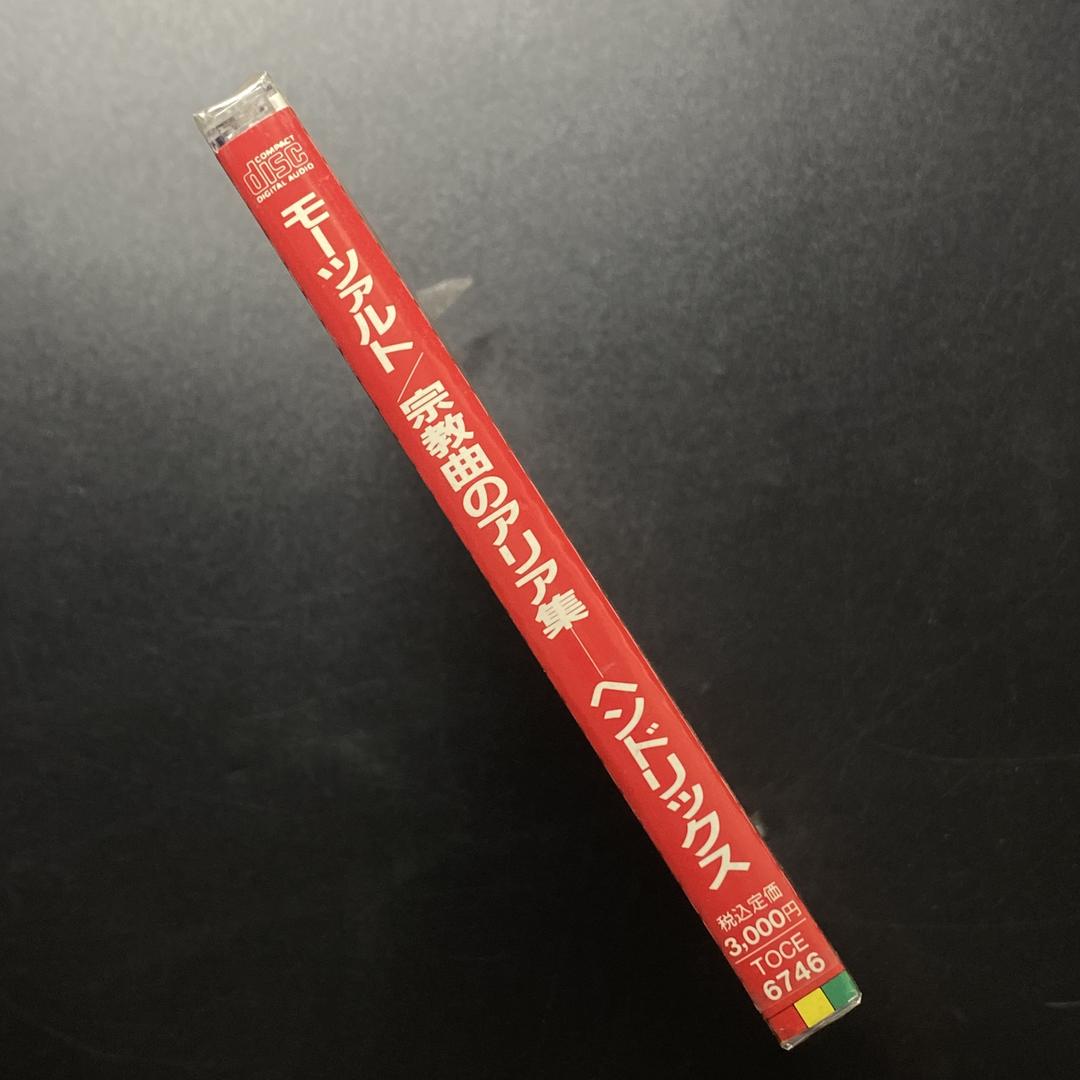 COMPACT
disc
DIGITAL AUDIO
モーツァルト／宗教曲のアリア集──ヘンドリックス
税込定価
3,000円
TOCE
6746